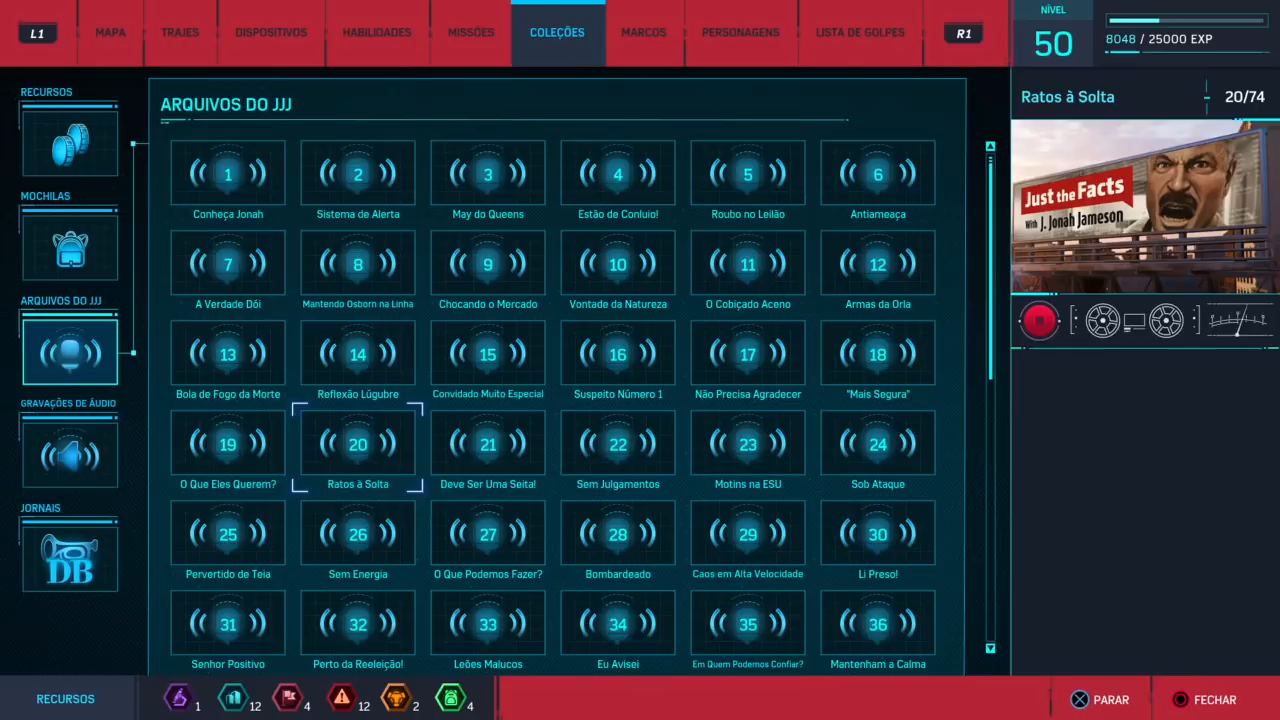 L1
MAPA
TRAJES
DISPOSITIVOS
HABILIDADES
MISSÕES
COLEÇÕES
MARCOS
PERSONAGENS
LISTA DE GOLPES
R1
NÍVEL
50
8048 / 25000 EXP
RECURSOS
MOCHILAS
ARQUIVOS DO JJJ
GRAVAÇÕES DE ÁUDIO
JORNAIS
DB
ARQUIVOS DO JJJ
1 2 3 4 5 6
Conheça Jonah Sistema de Alerta May do Queens Estão de Conluio! Roubo no Leilão Antiameaça
7 8 9 10 11 12
A Verdade Dói Mantendo Osborn na Linha Chocando o Mercado Vontade da Natureza O Cobiçado Aceno Armas da Orla
13 14 15 16 17 18
Bola de Fogo da Morte Reflexão Lúgubre Convidado Muito Especial Suspeito Número 1 Não Precisa Agradecer "Mais Segura"
19 20 21 22 23 24
O Que Eles Querem? Ratos à Solta Deve Ser Uma Seita! Sem Julgamentos Motins na ESU Sob Ataque
25 26 27 28 29 30
Pervertido de Teia Sem Energia O Que Podemos Fazer? Bombardeado Caos em Alta Velocidade Li Preso!
31 32 33 34 35 36
Senhor Positivo Perto da Reeleição! Leões Malucos Eu Avisei Em Quem Podemos Confiar? Mantenham a Calma
Ratos à Solta 20/74
Just the Facts
With J. Jonah Jameson
RECURSOS
1 12 4 12 2 4
PARAR
FECHAR